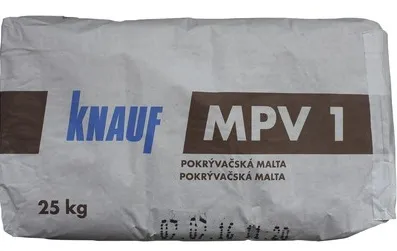 KNAUF MPV 1
POKRÝVAČSKÁ MALTA
POKRÝVAČSKÁ MALTA
25 kg